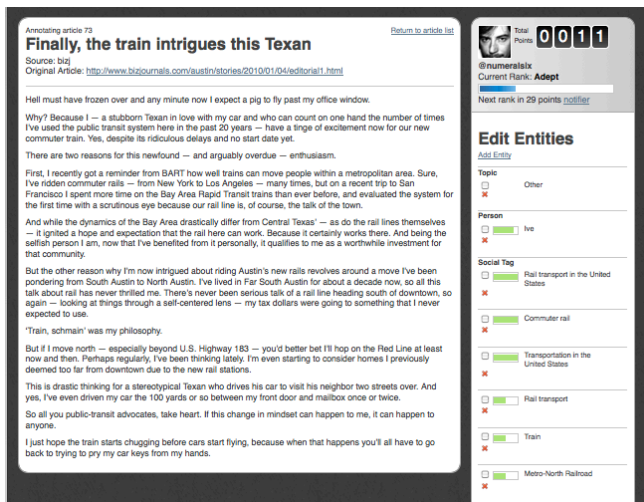 Annotating article 73
Return to article list
Finally, the train intrigues this Texan
Source: bizj
Original Article: http://www.bizjournals.com/austin/stories/2010/01/04/editorial1.html
Hell must have frozen over and any minute now I expect a pig to fly past my office window.
Why? Because I — a stubborn Texan in love with my car and who can count on one hand the number of times
I've used the public transit system here in the past 20 years — have a tinge of excitement now for our new
commuter train. Yes, despite its ridiculous delays and no start date yet.
There are two reasons for this newfound — and arguably overdue — enthusiasm.
First, I recently got a reminder from BART how well trains can move people within a metropolitan area. Sure,
I've ridden commuter rails — from New York to Los Angeles — many times, but on a recent trip to San
Francisco I spent more time on the Bay Area Rapid Transit trains than ever before, and evaluated the system for
the first time with a scrutinous eye because our rail line is, of course, the talk of the town.
And while the dynamics of the Bay Area drastically differ from Central Texas' — as do the rail lines themselves
— it ignited a hope and expectation that the rail here can work. Because it certainly works there. And being the
selfish person I am, now that I've benefited from it personally, it qualifies to me as a worthwhile investment for
that community.
But the other reason why I'm now intrigued about riding Austin's new rails revolves around a move I've been
pondering from South Austin to North Austin. I've lived in Far South Austin for about a decade now, so all this
talk about rail has never thrilled me. There's never been serious talk of a rail line heading south of downtown, so
again — looking at things through a self-centered lens — my tax dollars were going to something that I never
expected to use.
'Train, schmain' was my philosophy.
But if I move north — especially beyond U.S. Highway 183 — you'd better bet I'll hop on the Red Line at least
now and then. Perhaps regularly, I've been thinking lately. I'm even starting to consider homes I previously
deemed too far from downtown due to the new rail stations.
This is drastic thinking for a stereotypical Texan who drives his car to visit his neighbor two streets over. And
yes, I've even driven my car the 100 yards or so between my front door and mailbox once or twice.
So all you public-transit advocates, take heart. If this change in mindset can happen to me, it can happen to
anyone.
I just hope the train starts chugging before cars start flying, because when that happens you'll all have to go
back to trying to pry my car keys from my hands.
Total
Points
0011
@numeralsix
Current Rank: Adept
Next rank in 29 points notifier
Edit Entities
Add Entity
Topic
Other
Person
Ive
Social Tag
Rail transport in the United
States
Commuter rail
Transportation in the
United States
Rail transport
Train
Metro-North Railroad